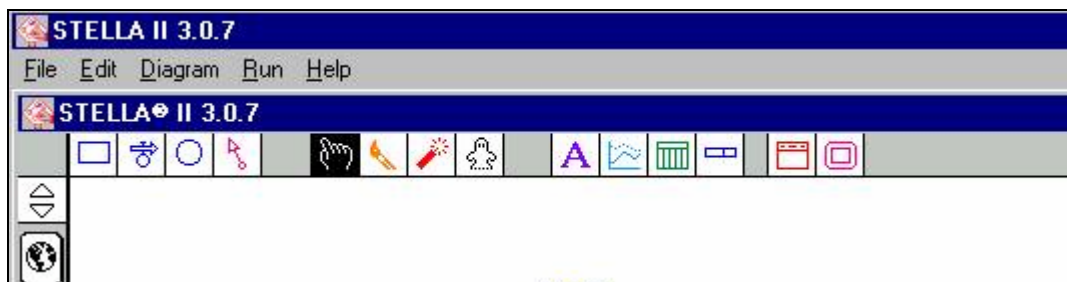 STELLA II 3.0.7
File Edit Diagram Run Help
STELLA® II 3.0.7
A